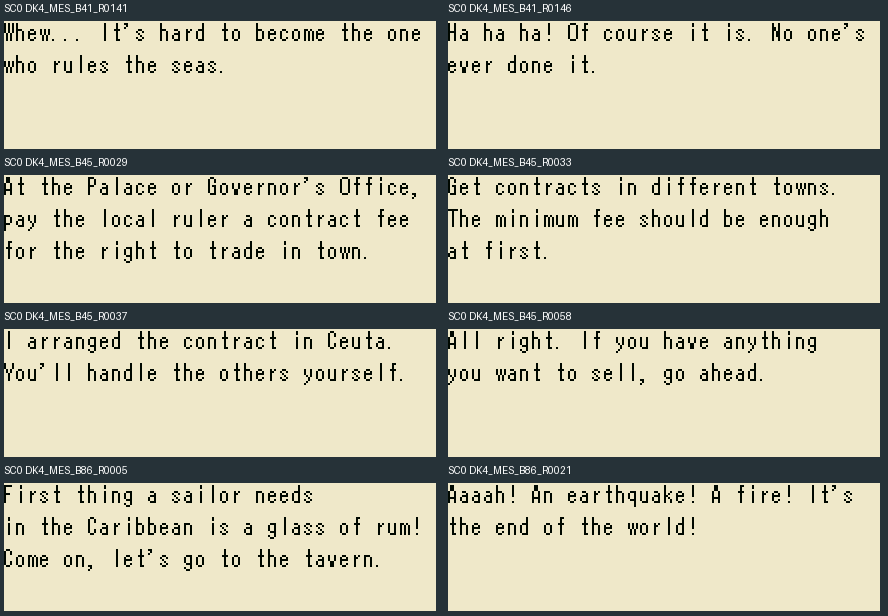 SC0 DK4_MES_B41_R0141
Whew... It's hard to become the one
who rules the seas.
SC0 DK4_MES_B41_R0146
Ha ha ha! Of course it is. No one's
ever done it.
SC0 DK4_MES_B45_R0029
At the Palace or Governor's Office,
pay the local ruler a contract fee
for the right to trade in town.
SC0 DK4_MES_B45_R0033
Get contracts in different towns.
The minimum fee should be enough
at first.
SC0 DK4_MES_B45_R0037
I arranged the contract in Ceuta.
You'll handle the others yourself.
SC0 DK4_MES_B45_R0058
All right. If you have anything
you want to sell, go ahead.
SC0 DK4_MES_B86_R0005
First thing a sailor needs
in the Caribbean is a glass of rum!
Come on, let's go to the tavern.
SC0 DK4_MES_B86_R0021
Aaaah! An earthquake! A fire! It's
the end of the world!